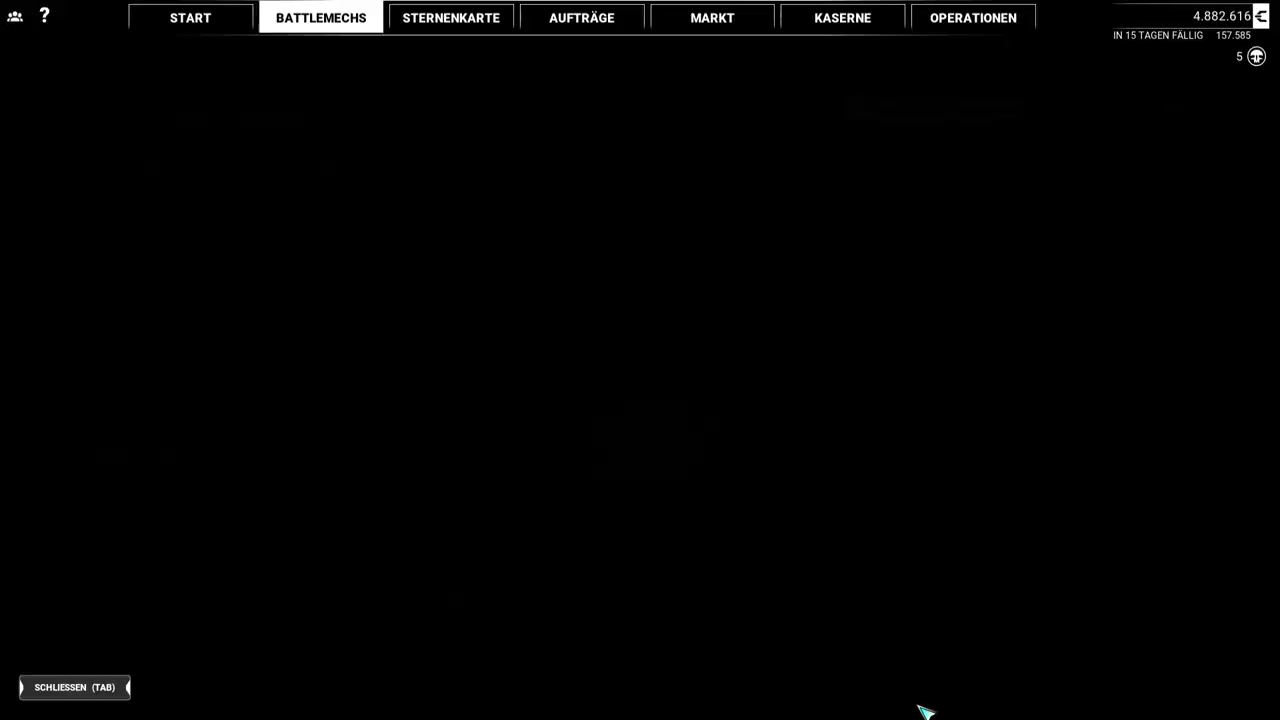 ? START BATTLEMECHS STERNENKARTE AUFTRÄGE MARKT KASERNE OPERATIONEN 4.882.616
IN 15 TAGEN FÄLLIG 157.585
5
SCHLIESSEN (TAB)